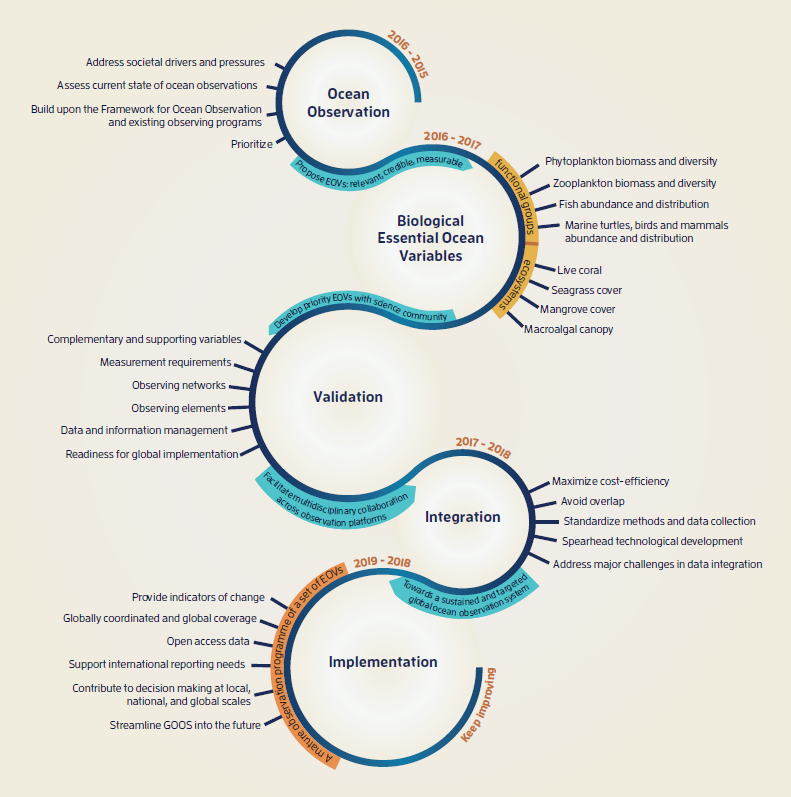 2016 - 2015
Address societal drivers and pressures
Assess current state of ocean observations
Build upon the Framework for Ocean Observation
and existing observing programs
Prioritize
Ocean
Observation
Propose EOVs: relevant, credible, measurable
2016 - 2017
functional groups
Phytoplankton biomass and diversity
Zooplankton biomass and diversity
Fish abundance and distribution
Marine turtles, birds and mammals
abundance and distribution
Biological
Essential Ocean
Variables
ecosystems
Live coral
Seagrass cover
Mangrove cover
Macroalgal canopy
Develop priority EOVs with science community
Complementary and supporting variables
Measurement requirements
Observing networks
Observing elements
Data and information management
Readiness for global implementation
Validation
Facilitate multidisciplinary collaboration
across observation platforms
2017 - 2018
Integration
Maximize cost-efficiency
Avoid overlap
Standardize methods and data collection
Spearhead technological development
Address major challenges in data integration
Towards a sustained and targeted
global ocean observation system
2019 - 2018
A mature observation programme of a set of EOVs
Provide indicators of change
Globally coordinated and global coverage
Open access data
Support international reporting needs
Contribute to decision making at local,
national, and global scales
Streamline GOOS into the future
Implementation
Keep improving